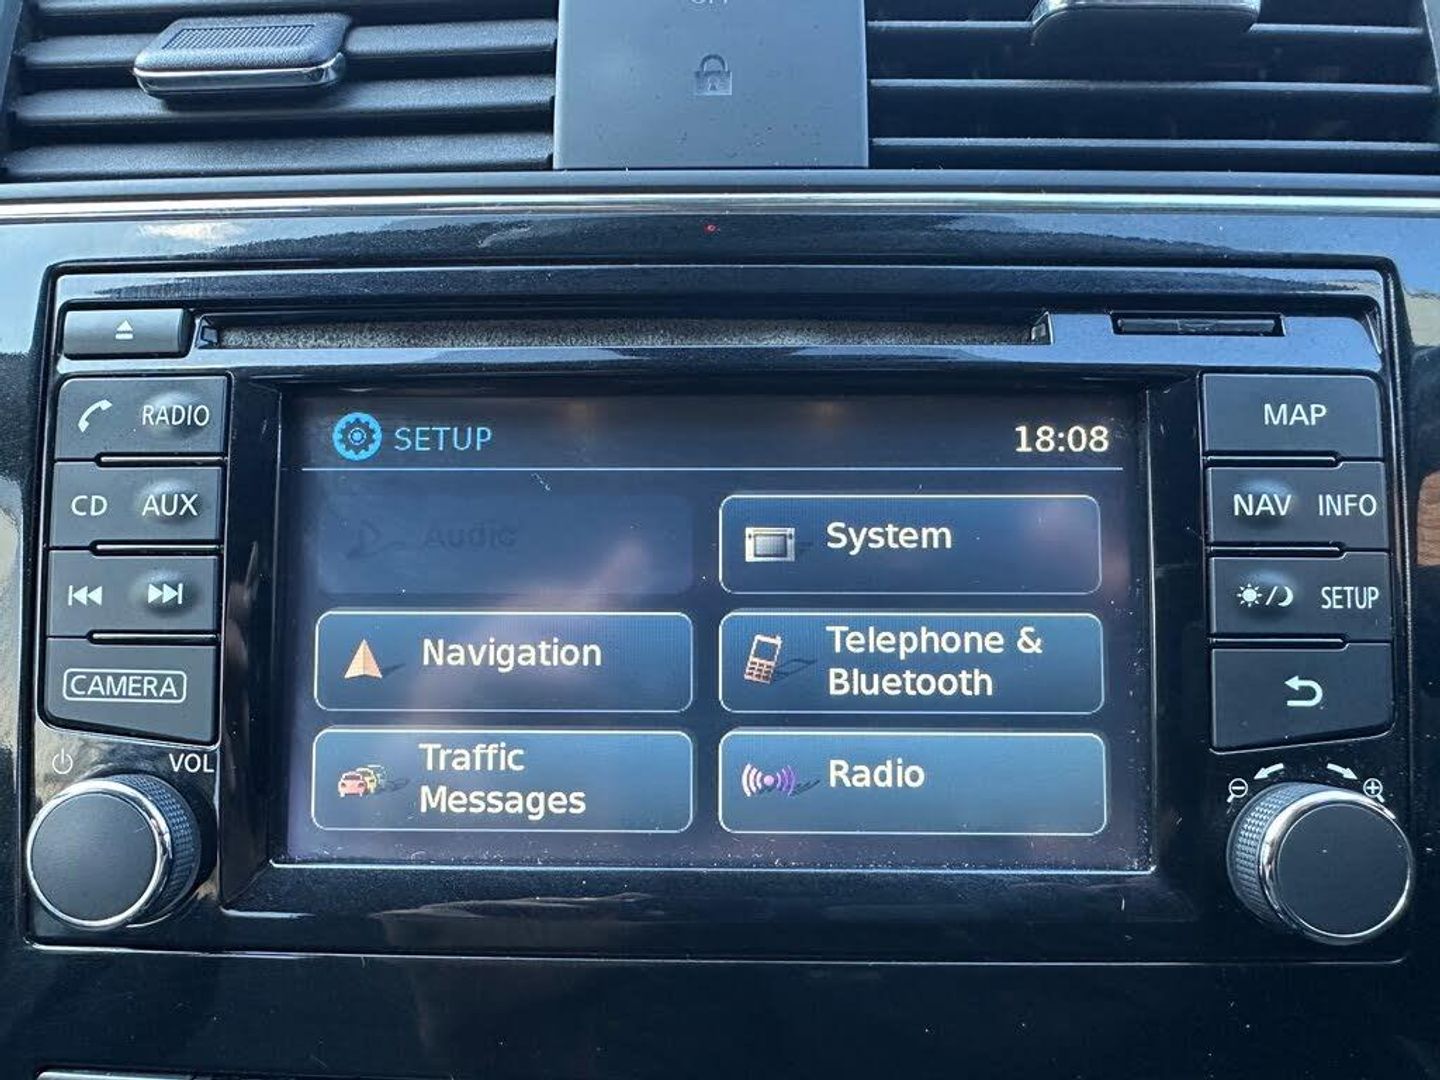 RADIO
CD AUX
CAMERA
VOL
SETUP 18:08
Audio
System
Navigation
Telephone &
Bluetooth
Traffic
Messages
Radio
MAP
NAV INFO
SETUP